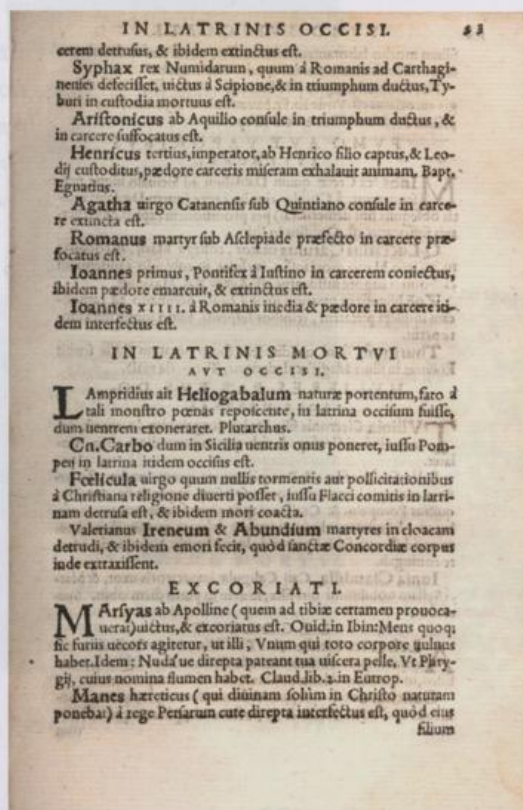 IN LATRINIS OCCISI. 53
cerem detrusus, & ibidem extinctus est.
Syphax rex Numidarum, quum à Romanis ad Carthagi-
nenses defecisset, uictus à Scipione, & in triumphum ductus, Ty-
buri in custodia mortuus est.
Aristonicus ab Aquilio consule in triumphum ductus, &
in carcere suffocatus est.
Henricus tertius, imperator, ab Henrico filio captus, & Leo-
dij custoditus, pædore carceris miseram exhalauit animam. Bapt.
Egnatius.
Agatha uirgo Catanensis sub Quintiano consule in carce-
re extincta est.
Romanus martyr sub Asclepiade præfecto in carcere præ-
focatus est.
Ioannes primus, Pontifex à Iustino in carcerem coniectus,
ibidem pædore emarcuit, & extinctus est.
Ioannes XIIII. à Romanis inedia & pædore in carcere iti-
dem interfectus est.
IN LATRINIS MORTVI
AVT OCCISI.
LAmpridius ait Heliogabalum naturæ portentum, fato à
tali monstro pœnas reposcente, in latrina occisum fuisse,
dum uentrem exoneraret. Plutarchus.
Cn. Carbo dum in Sicilia uentris onus poneret, iussu Pom-
peij in latrina itidem occisus est.
Fœlicula uirgo quum nullis tormentis aut pollicitationibus
à Christiana religione diuerti posset, iussu Flacci comitis in latri-
nam detrusa est, & ibidem mori coacta.
Valerianus Ireneum & Abundium martyres in cloacam
detrudi, & ibidem emori fecit, quòd sanctæ Concordiæ corpus
inde extraxissent.
EXCORIATI.
MArsyas ab Apolline (quem ad tibiæ certamen prouoca-
uerat) uictus, & excoriatus est. Ouid. in Ibin: Mens quoq;
sic furijs uecors agitetur, ut illi, Vnum qui toto corpore uulnus
habet. Idem: Nudáue direpta pateant tua uiscera pelle, Vt Phry-
gij, cuius nomina flumen habet. Claud. lib. 2. in Eutrop.
Manes hæreticus (qui diuinam solùm in Christo naturam
ponebat) à rege Persarum cute direpta interfectus est, quòd eius
filium